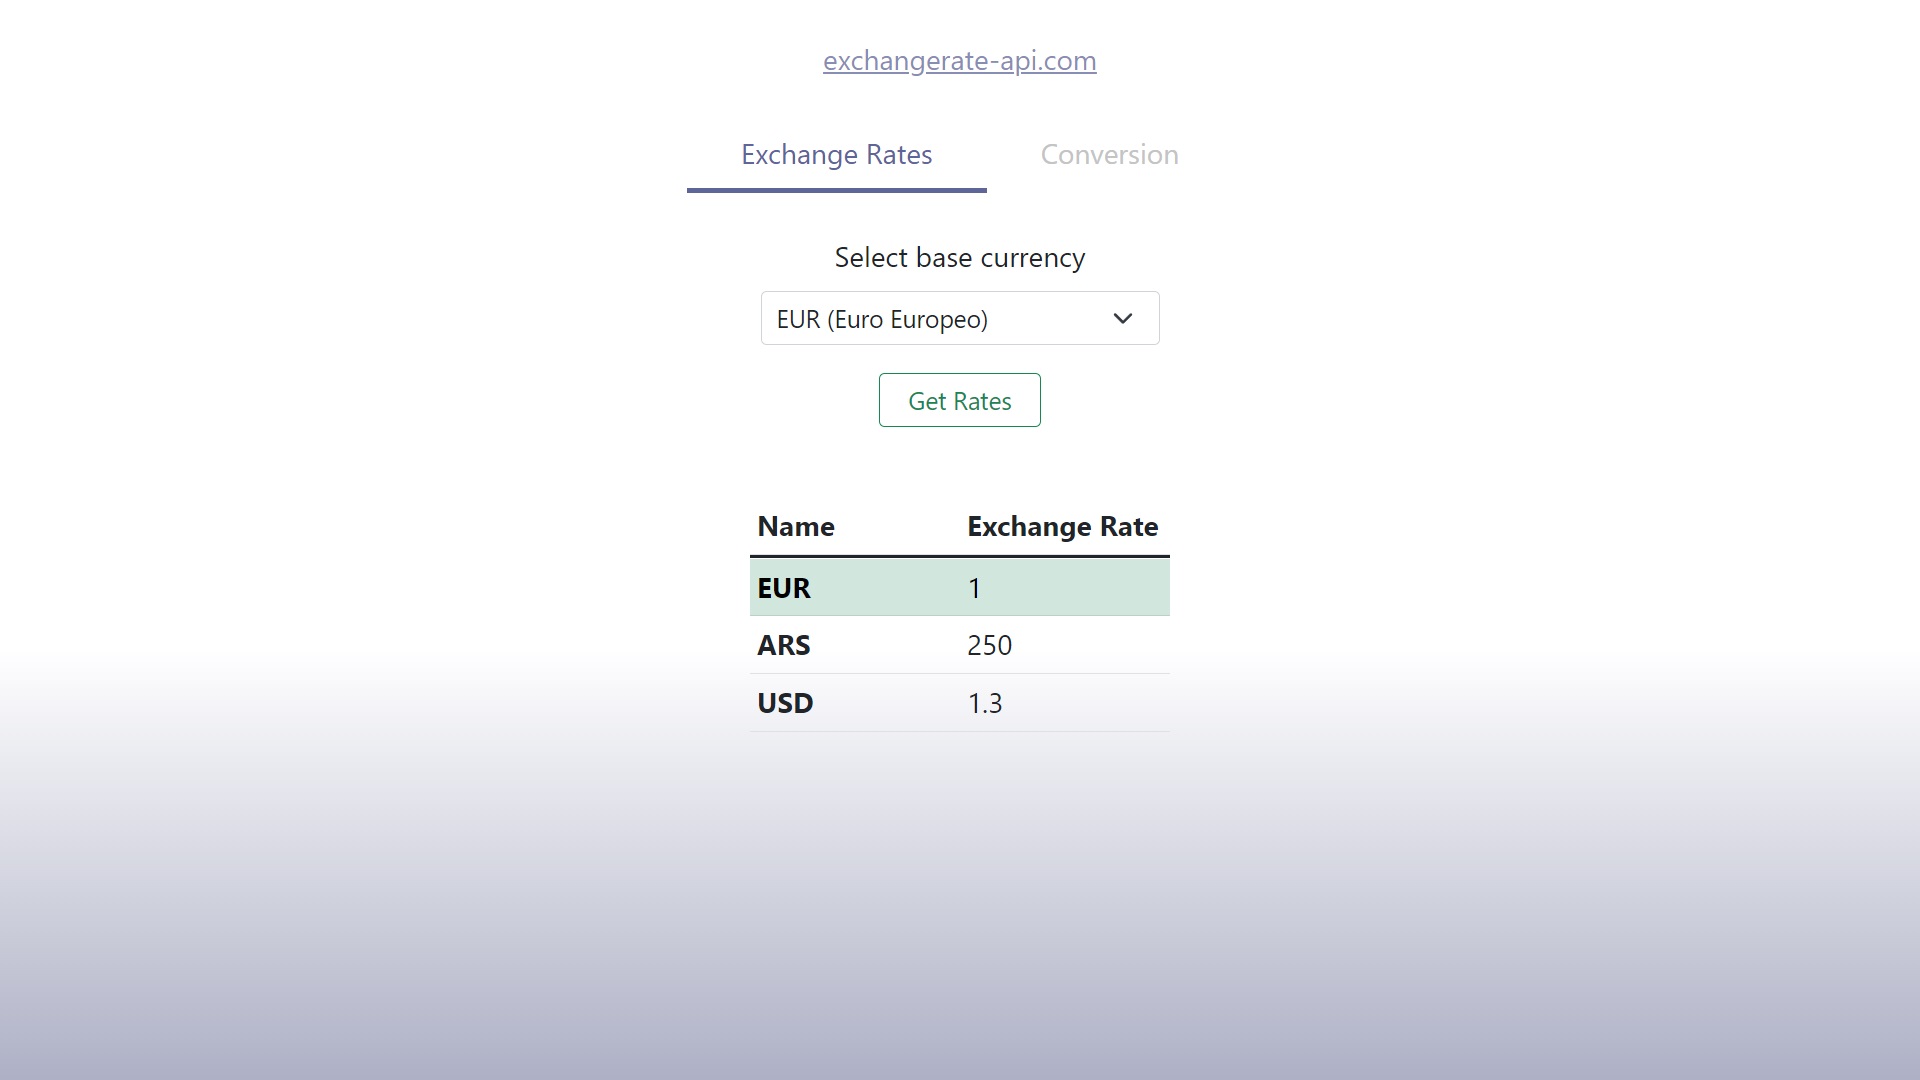 exchangerate-api.com
Exchange Rates Conversion
Select base currency
EUR (Euro Europeo)
Get Rates
Name Exchange Rate
EUR 1
ARS 250
USD 1.3